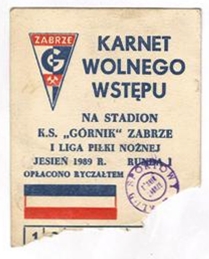 ZABRZE
G
KARNET
WOLNEGO
WSTĘPU
NA STADION
K.S. „GÓRNIK" ZABRZE
I LIGA PIŁKI NOŻNEJ
JESIEŃ 1989 R. RUNDA I
OPŁACONO RYCZAŁTEM